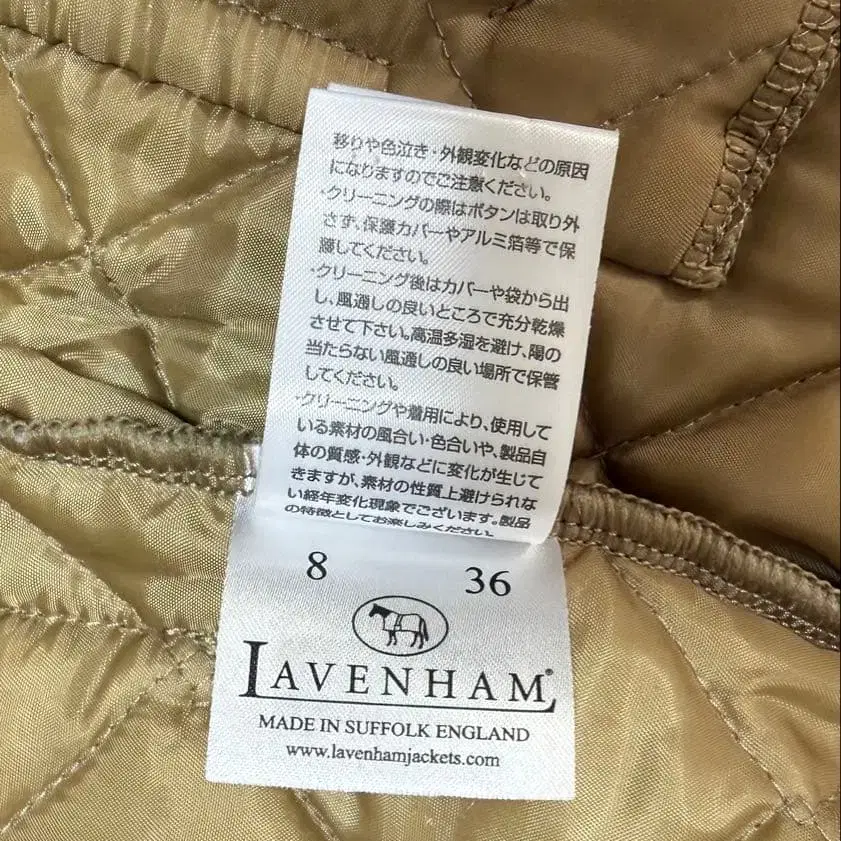 移りや色泣き・外観変化などの原因
になりますのでご注意ください。
・クリーニングの際はボタンは取り外
さず、保護カバーやアルミ箔等で保
護してください。
・クリーニング後はカバーや袋から出
し、風通しの良いところで充分乾燥
させて下さい。高温多湿を避け、陽の
当たらない風通しの良い場所で保管
してください。
・クリーニングや着用により、使用して
いる素材の風合い・色合いや、製品自
体の質感・外観などに変化が生じて
きますが、素材の性質上避けられな
い経年変化現象でございます。製品
の特徴としてお楽しみください。
8 36
LAVENHAM®
MADE IN SUFFOLK ENGLAND
www.lavenhamjackets.com